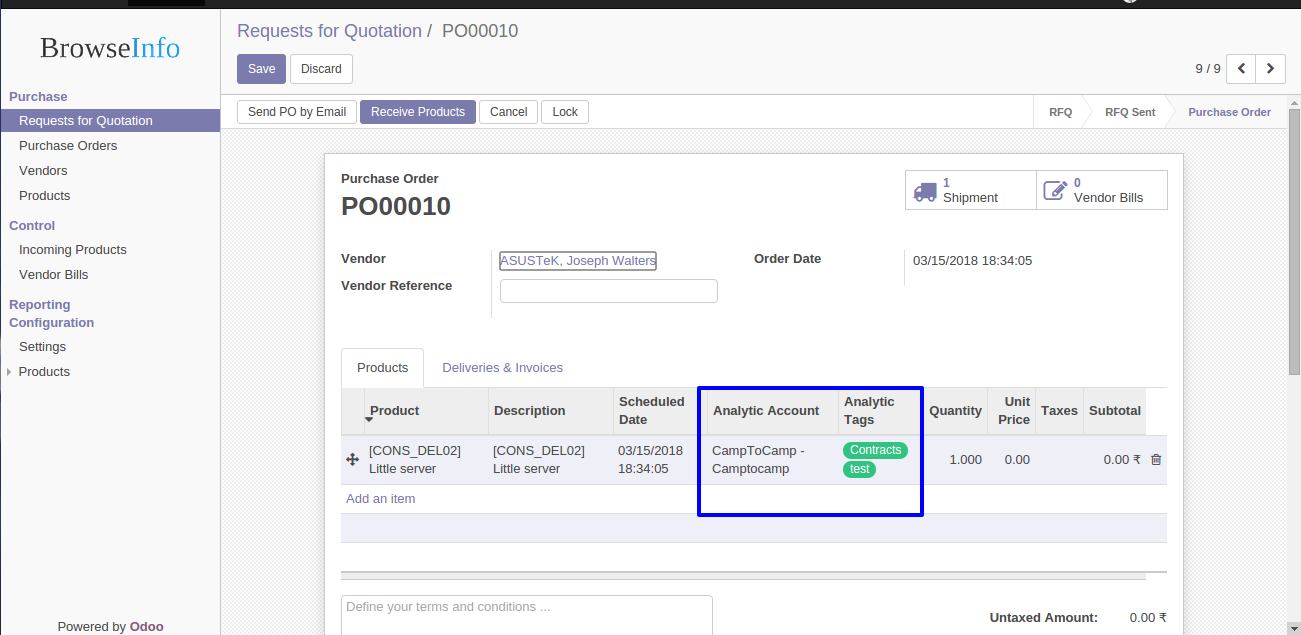 BrowseInfo
Purchase
Requests for Quotation
Purchase Orders
Vendors
Products
Control
Incoming Products
Vendor Bills
Reporting
Configuration
Settings
Products
Powered by Odoo
Requests for Quotation / PO00010
Save Discard
9 / 9
Send PO by Email Receive Products Cancel Lock
RFQ RFQ Sent Purchase Order
Purchase Order
PO00010
1
Shipment
0
Vendor Bills
Vendor
ASUSTeK, Joseph Walters
Order Date
03/15/2018 18:34:05
Vendor Reference
Products Deliveries & Invoices
Product
Description
Scheduled
Date
Analytic Account
Analytic
Tags
Quantity
Unit
Price
Taxes
Subtotal
[CONS_DEL02]
Little server
[CONS_DEL02]
Little server
03/15/2018
18:34:05
CampToCamp -
Camptocamp
Contracts
test
1.000
0.00
0.00 ₹
Add an item
Define your terms and conditions ...
Untaxed Amount: 0.00 ₹